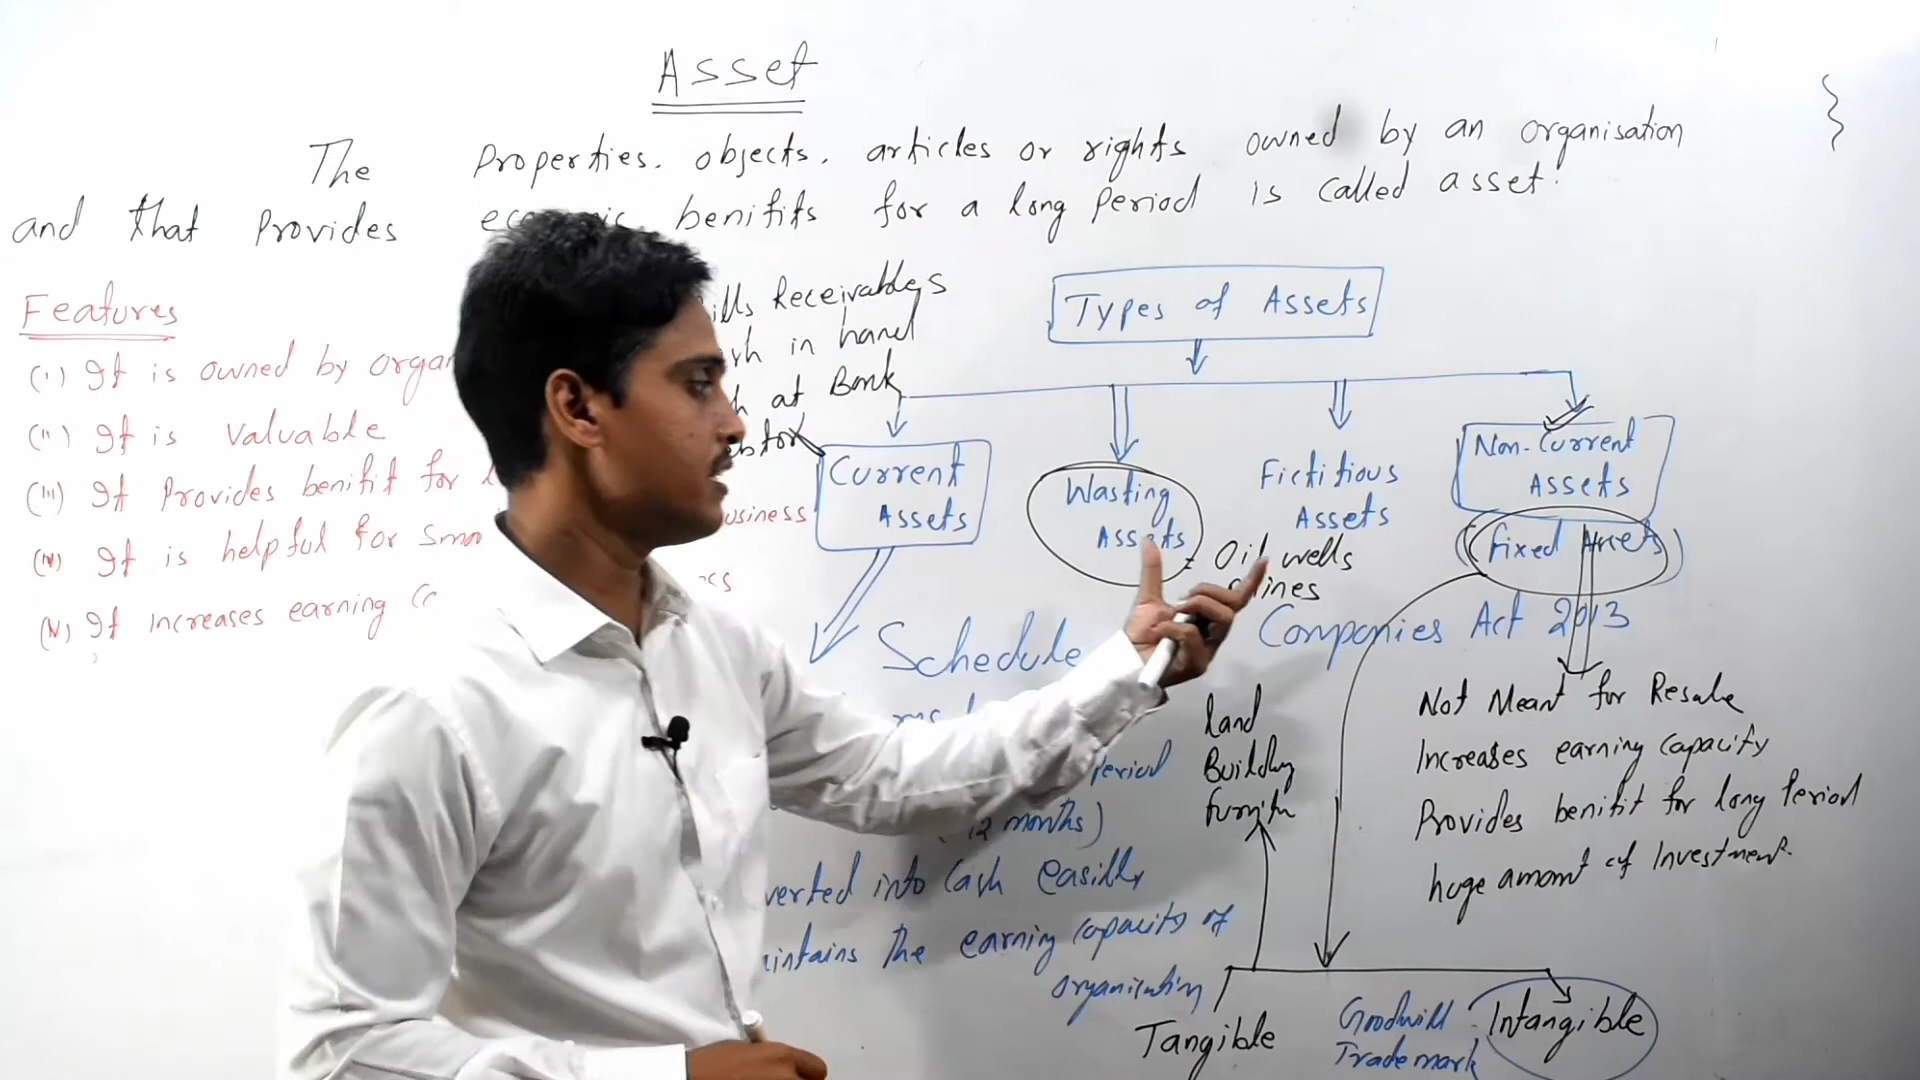 Asset
The Properties, objects, articles or rights owned by an organisation
and that Provides benifits for a long Period is called asset.
Features
(I) It is owned by
(II) It is valuable
(III) It Provides benifit for
(IV) It is helpful for
(V) It increases earning
Receivables
in hand
at Bank
Types of Assets
Current
Assets
Wasting
Assets
= Oil wells
Fictitious
Assets
Non-Current
Assets
(Fixed Assets)
Schedule
Companies Act 2013
Period
months)
into Cash easilly
the earning Capacity of
organisation
Land
Building
Not Meant for Resale
Increases earning Capacity
Provides benifit for long Period
huge amount of Investment.
Tangible
Goodwill
Trademark
Intangible